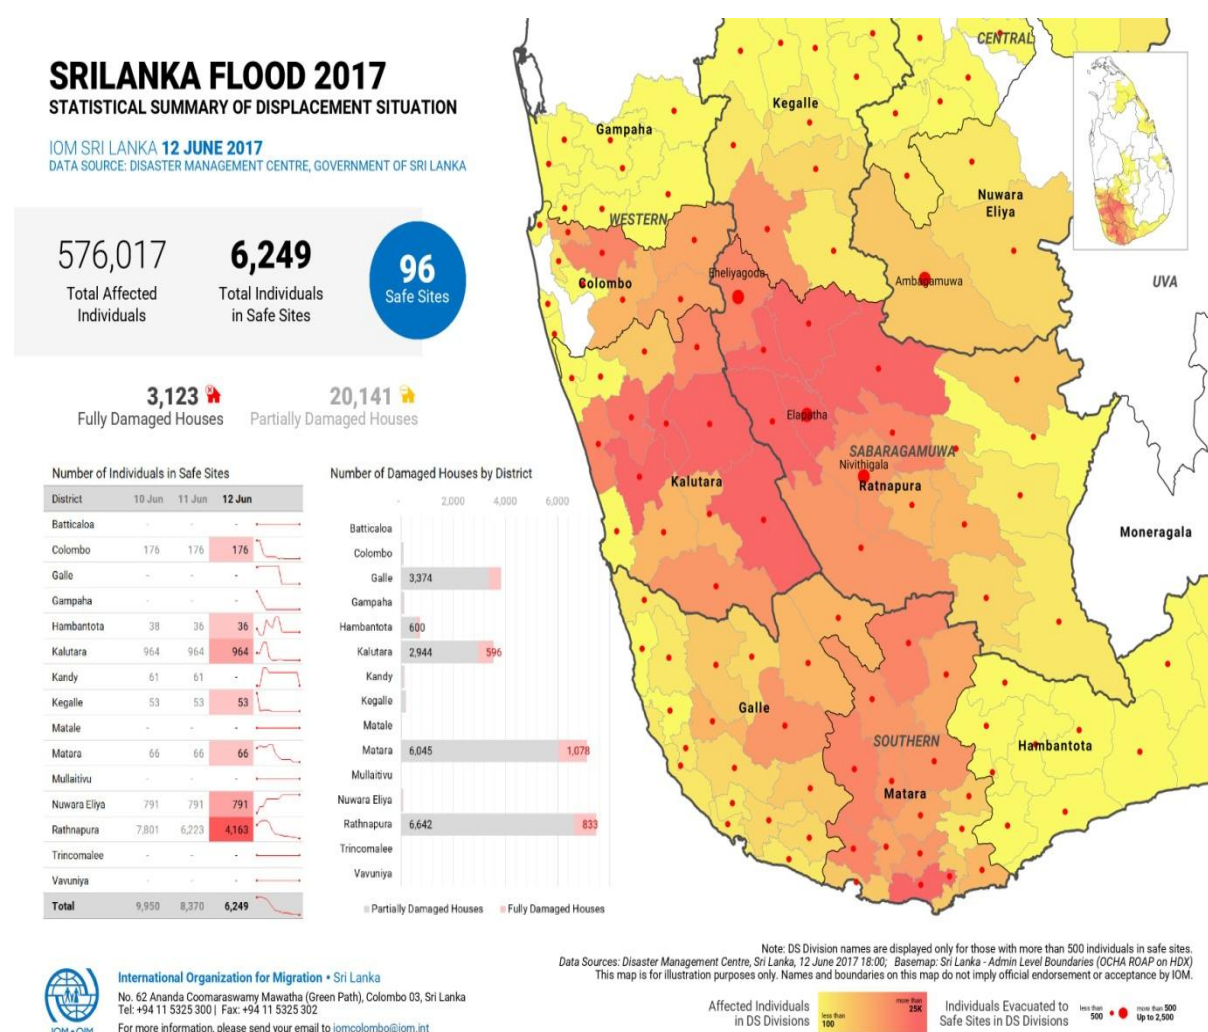 SRILANKA FLOOD 2017
STATISTICAL SUMMARY OF DISPLACEMENT SITUATION
IOM SRI LANKA 12 JUNE 2017
DATA SOURCE: DISASTER MANAGEMENT CENTRE, GOVERNMENT OF SRI LANKA
576,017
Total Affected
Individuals
6,249
Total Individuals
in Safe Sites
96
Safe Sites
3,123
Fully Damaged Houses
20,141
Partially Damaged Houses
Number of Individuals in Safe Sites
District 10 Jun 11 Jun 12 Jun
Batticaloa - - -
Colombo 176 176 176
Galle - - -
Gampaha - - -
Hambantota 38 36 36
Kalutara 964 964 964
Kandy 61 61 -
Kegalle 53 53 53
Matale - - -
Matara 66 66 66
Mullaitivu - - -
Nuwara Eliya 791 791 791
Rathnapura 7,801 6,223 4,163
Trincomalee - - -
Vavuniya - - -
Total 9,950 8,370 6,249
Number of Damaged Houses by District
- 2,000 4,000 6,000
Batticaloa
Colombo
Galle 3,374
Gampaha
Hambantota 600
Kalutara 2,944 596
Kandy
Kegalle
Matale
Matara 6,045 1,078
Mullaitivu
Nuwara Eliya
Rathnapura 6,642 833
Trincomalee
Vavuniya
Partially Damaged Houses Fully Damaged Houses
CENTRAL
Kegalle
Gampaha
Nuwara
Eliya
WESTERN
Eheliyagoda
Colombo
Ambagamuwa
UVA
Elapatha
SABARAGAMUWA
Nivithigala
Kalutara
Ratnapura
Moneragala
Galle
SOUTHERN
Hambantota
Matara
Note: DS Division names are displayed only for those with more than 500 individuals in safe sites.
Data Sources: Disaster Management Centre, Sri Lanka, 12 June 2017 18:00; Basemap: Sri Lanka - Admin Level Boundaries (OCHA ROAP on HDX)
This map is for illustration purposes only. Names and boundaries on this map do not imply official endorsement or acceptance by IOM.
IOM • OIM
International Organization for Migration • Sri Lanka
No. 62 Ananda Coomaraswamy Mawatha (Green Path), Colombo 03, Sri Lanka
Tel: +94 11 5325 300 | Fax: +94 11 5325 302
For more information, please send your email to iomcolombo@iom.int
Affected Individuals
in DS Divisions
less than
100
more than
25K
Individuals Evacuated to
Safe Sites in DS Divisions
less than
500
more than 500
Up to 2,500